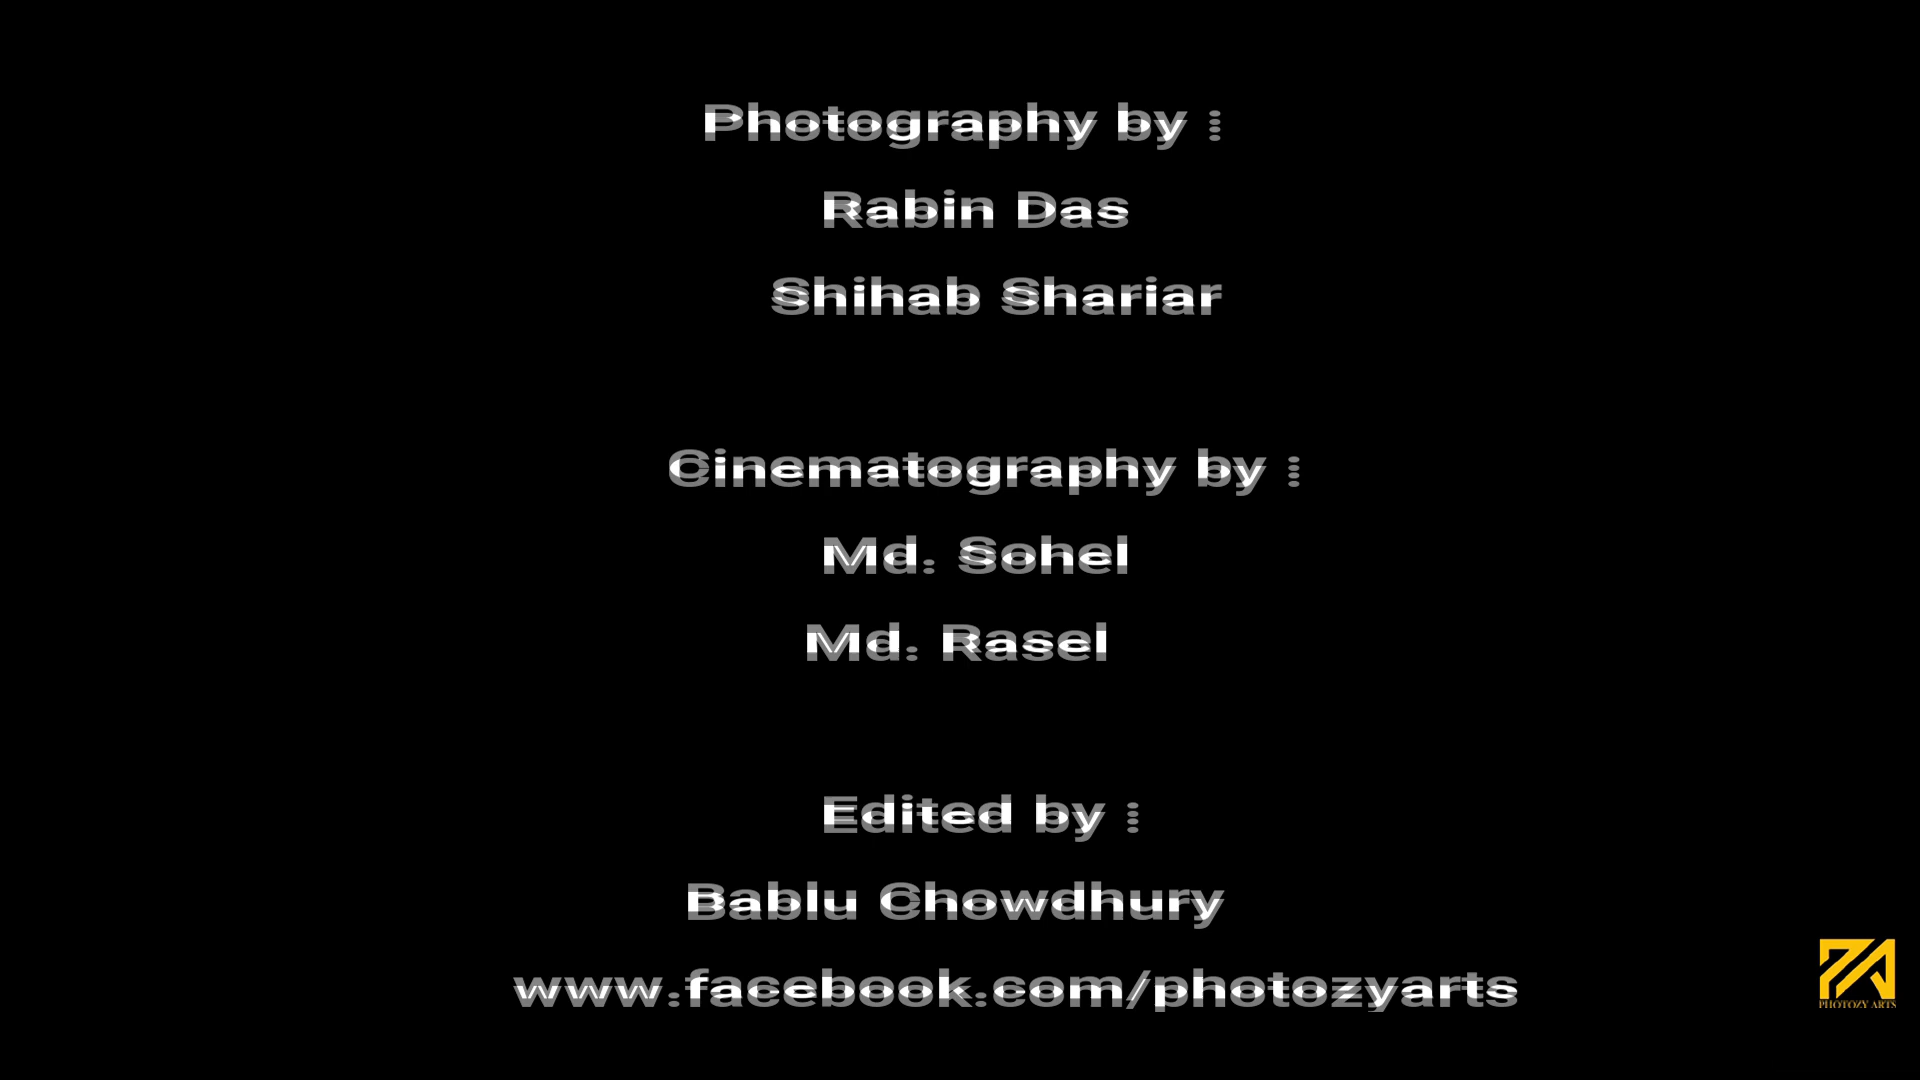 Photography by :
Rabin Das
Shihab Shariar
Cinematography by :
Md. Sohel
Md. Rasel
Edited by :
Bablu Chowdhury
www.facebook.com/photozyarts
PHOTOZY ARTS